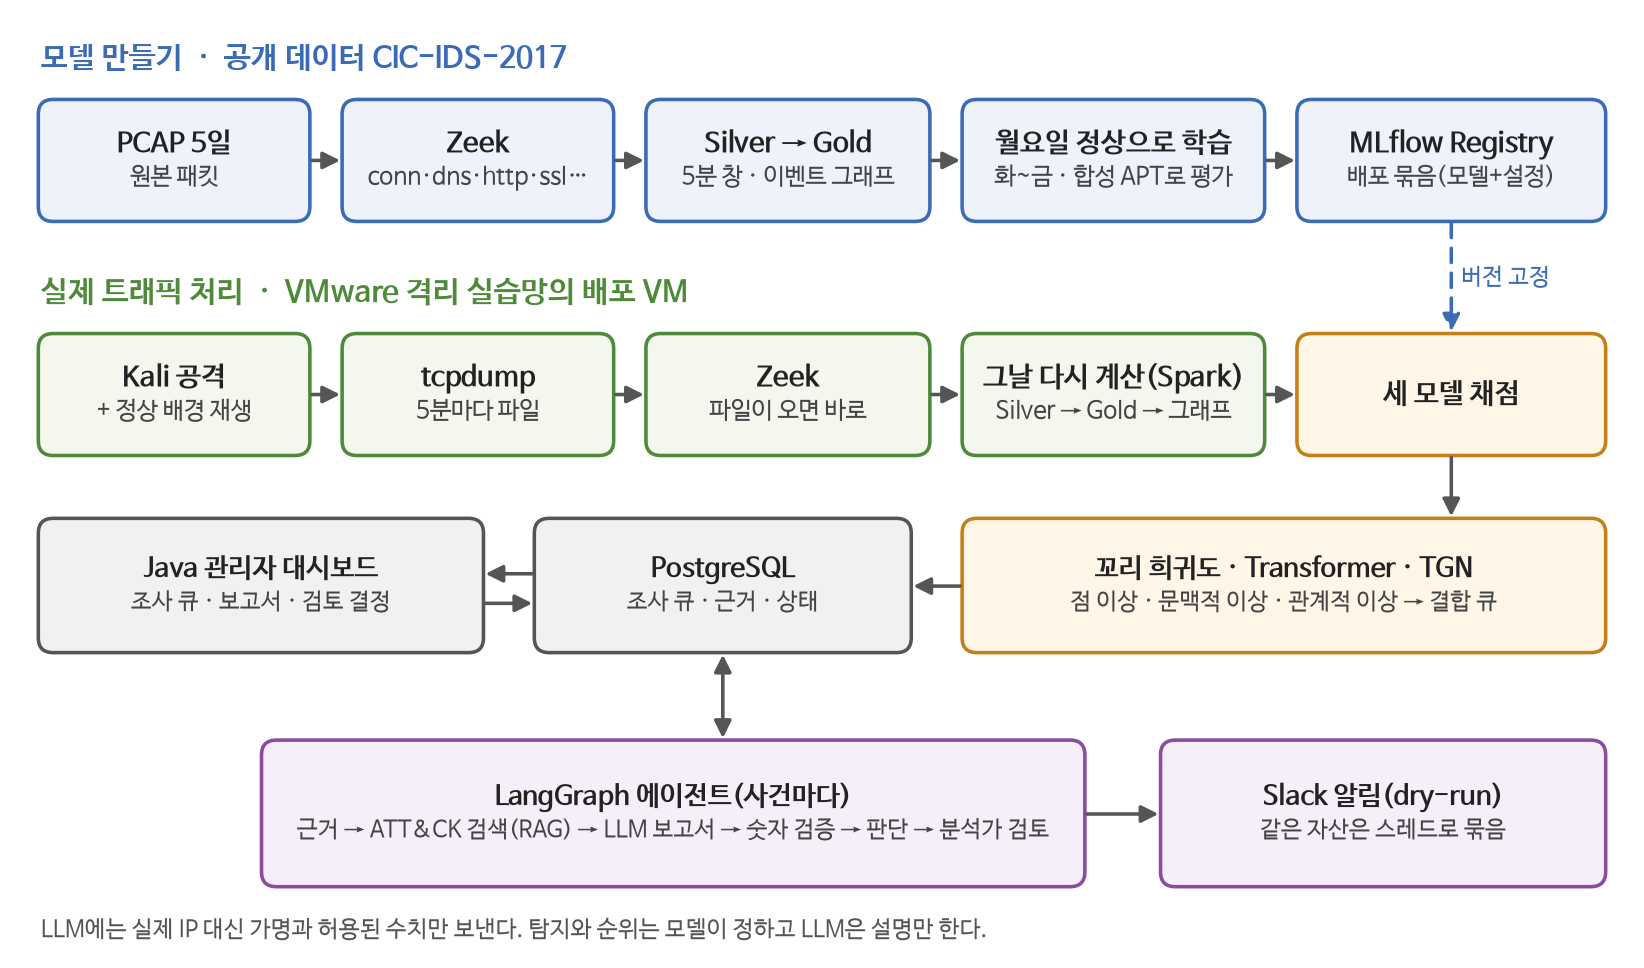 모델 만들기 · 공개 데이터 CIC-IDS-2017
PCAP 5일
원본 패킷
Zeek
conn·dns·http·ssl···
Silver → Gold
5분 창 · 이벤트 그래프
월요일 정상으로 학습
화~금 · 합성 APT로 평가
MLflow Registry
배포 묶음(모델+설정)
버전 고정
실제 트래픽 처리 · VMware 격리 실습망의 배포 VM
Kali 공격
+ 정상 배경 재생
tcpdump
5분마다 파일
Zeek
파일이 오면 바로
그날 다시 계산(Spark)
Silver → Gold → 그래프
세 모델 채점
Java 관리자 대시보드
조사 큐 · 보고서 · 검토 결정
PostgreSQL
조사 큐 · 근거 · 상태
꼬리 희귀도 · Transformer · TGN
점 이상 · 문맥적 이상 · 관계적 이상 → 결합 큐
LangGraph 에이전트(사건마다)
근거 → ATT&CK 검색(RAG) → LLM 보고서 → 숫자 검증 → 판단 → 분석가 검토
Slack 알림(dry-run)
같은 자산은 스레드로 묶음
LLM에는 실제 IP 대신 가명과 허용된 수치만 보낸다. 탐지와 순위는 모델이 정하고 LLM은 설명만 한다.